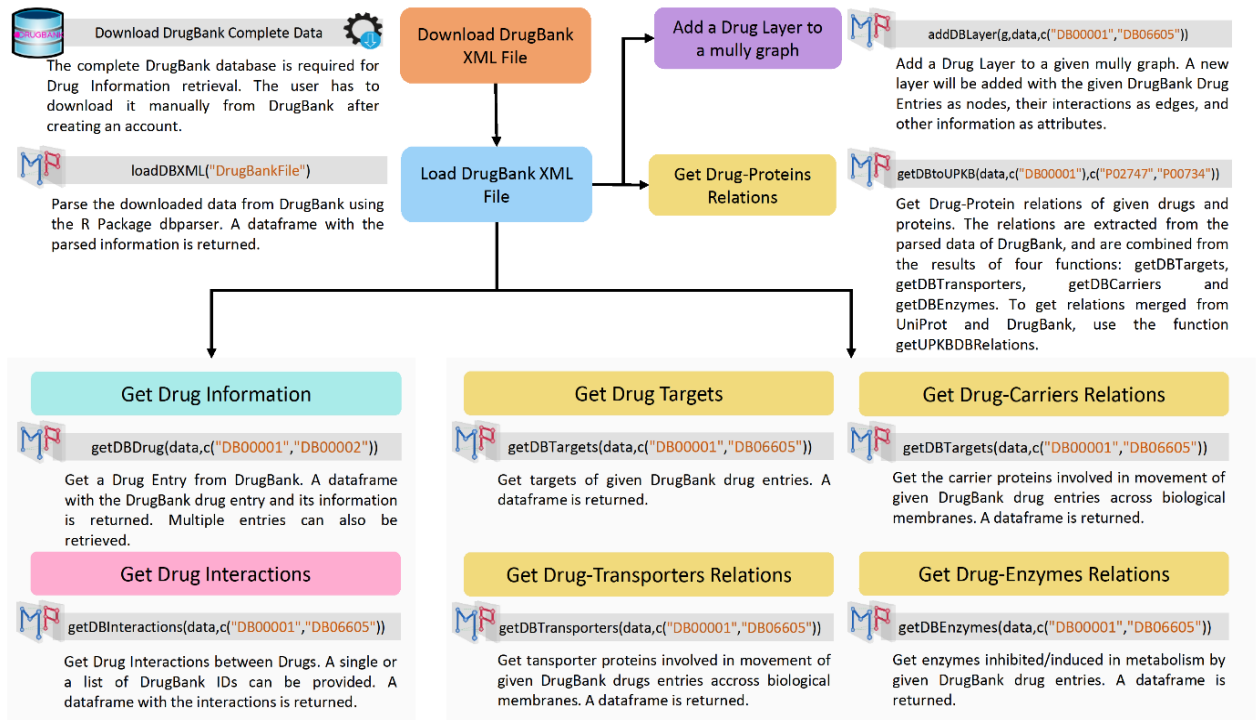 DRUGBANK
Download DrugBank Complete Data
The complete DrugBank database is required for
Drug Information retrieval. The user has to
download it manually from DrugBank after
creating an account.
MP
loadDBXML("DrugBankFile")
Parse the downloaded data from DrugBank using
the R Package dbparser. A dataframe with the
parsed information is returned.
Download DrugBank
XML File
Load DrugBank XML
File
Add a Drug Layer to
a mully graph
Get Drug-Proteins
Relations
MP
addDBLayer(g,data,c("DB00001","DB06605"))
Add a Drug Layer to a given mully graph. A new
layer will be added with the given DrugBank Drug
Entries as nodes, their interactions as edges, and
other information as attributes.
MP
getDBtoUPKB(data,c("DB00001"),c("P02747","P00734"))
Get Drug-Protein relations of given drugs and
proteins. The relations are extracted from the
parsed data of DrugBank, and are combined from
the results of four functions: getDBTargets,
getDBTransporters, getDBCarriers and
getDBEnzymes. To get relations merged from
UniProt and DrugBank, use the function
getUPKBDBRelations.
Get Drug Information
MP
getDBDrug(data,c("DB00001","DB00002"))
Get a Drug Entry from DrugBank. A dataframe
with the DrugBank drug entry and its information
is returned. Multiple entries can also be
retrieved.
Get Drug Interactions
MP
getDBInteractions(data,c("DB00001","DB06605"))
Get Drug Interactions between Drugs. A single or
a list of DrugBank IDs can be provided. A
dataframe with the interactions is returned.
Get Drug Targets
MP
getDBTargets(data,c("DB00001","DB06605"))
Get targets of given DrugBank drug entries. A
dataframe is returned.
Get Drug-Carriers Relations
MP
getDBTargets(data,c("DB00001","DB06605"))
Get the carrier proteins involved in movement of
given DrugBank drug entries across biological
membranes. A dataframe is returned.
Get Drug-Transporters Relations
MP
getDBTransporters(data,c("DB00001","DB06605"))
Get tansporter proteins involved in movement of
given DrugBank drugs entries accross biological
membranes. A dataframe is returned.
Get Drug-Enzymes Relations
MP
getDBEnzymes(data,c("DB00001","DB06605"))
Get enzymes inhibited/induced in metabolism by
given DrugBank drug entries. A dataframe is
returned.